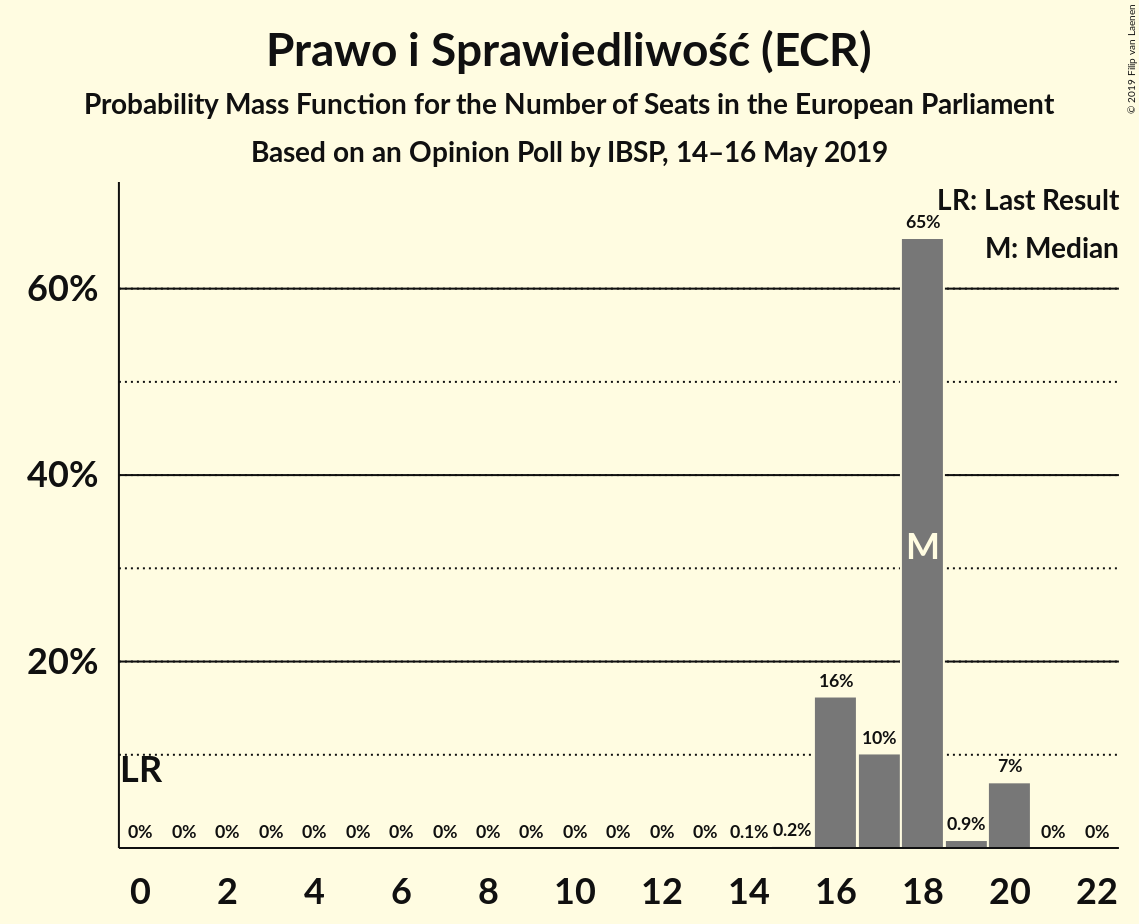 Prawo i Sprawiedliwość (ECR)
Probability Mass Function for the Number of Seats in the European Parliament
Based on an Opinion Poll by IBSP, 14–16 May 2019
© 2019 Filip van Laenen
LR: Last Result
M: Median
65%
60%
40%
M
20%
16%
10%
7%
LR
0% 0% 0% 0% 0% 0% 0% 0% 0% 0% 0% 0% 0% 0% 0.1% 0.2% 0.9% 0% 0%
0 2 4 6 8 10 12 14 16 18 20 22